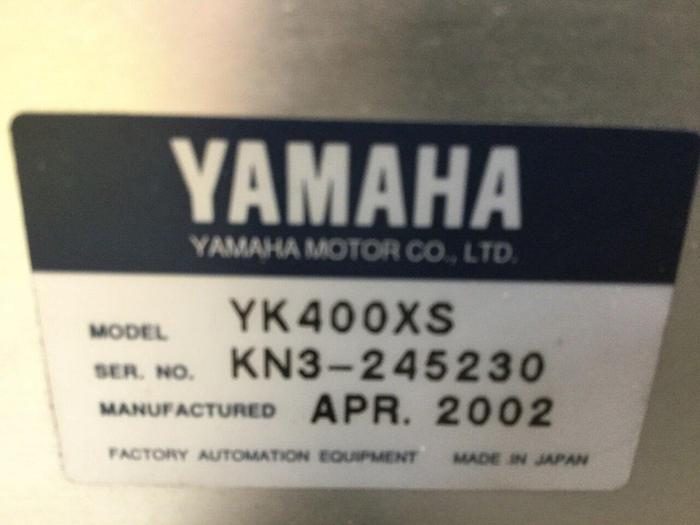 YAMAHA
YAMAHA MOTOR CO., LTD.
MODEL YK400XS
SER. NO. KN3-245230
MANUFACTURED APR. 2002
FACTORY AUTOMATION EQUIPMENT MADE IN JAPAN